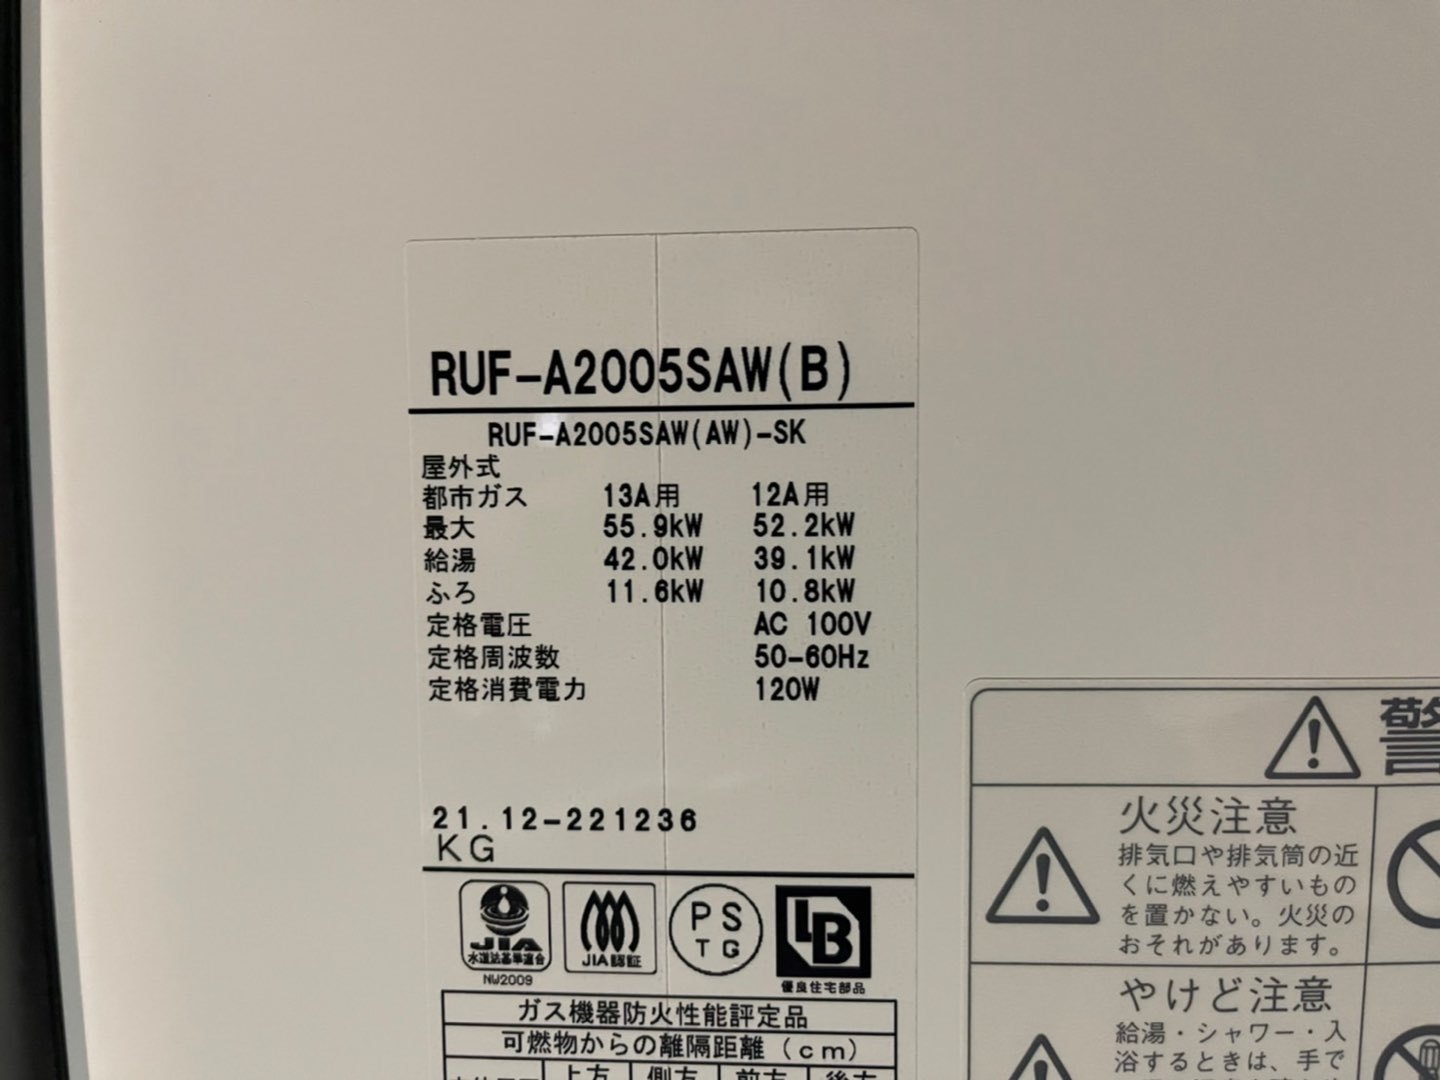 RUF-A2005SAW(B)
RUF-A2005SAW(AW)-SK
屋外式
都市ガス 13A用 12A用
最大 55.9kW 52.2kW
給湯 42.0kW 39.1kW
ふろ 11.6kW 10.8kW
定格電圧 AC 100V
定格周波数 50-60Hz
定格消費電力 120W
21.12-221236
KG
JIA
水道法基準適合
NW2009
JIA認証
PS
TG
LB
優良住宅部品
ガス機器防火性能評定品
可燃物からの離隔距離(cm)
上方 側方 前方 後方
警
火災注意
排気口や排気筒の近
くに燃えやすいもの
を置かない。火災の
おそれがあります。
やけど注意
給湯・シャワー・入
浴するときは、手で